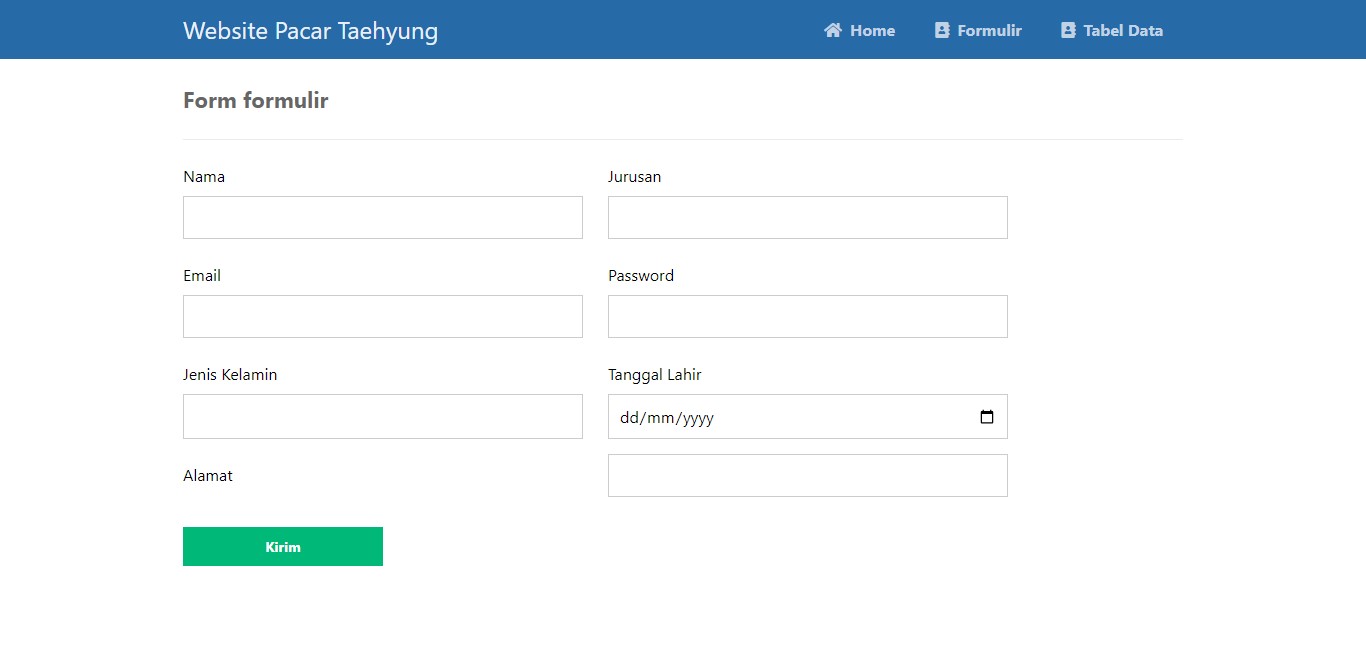 Website Pacar Taehyung
Home
Formulir
Tabel Data
Form formulir
Nama
Jurusan
Email
Password
Jenis Kelamin
Tanggal Lahir
dd/mm/yyyy
Alamat
Kirim